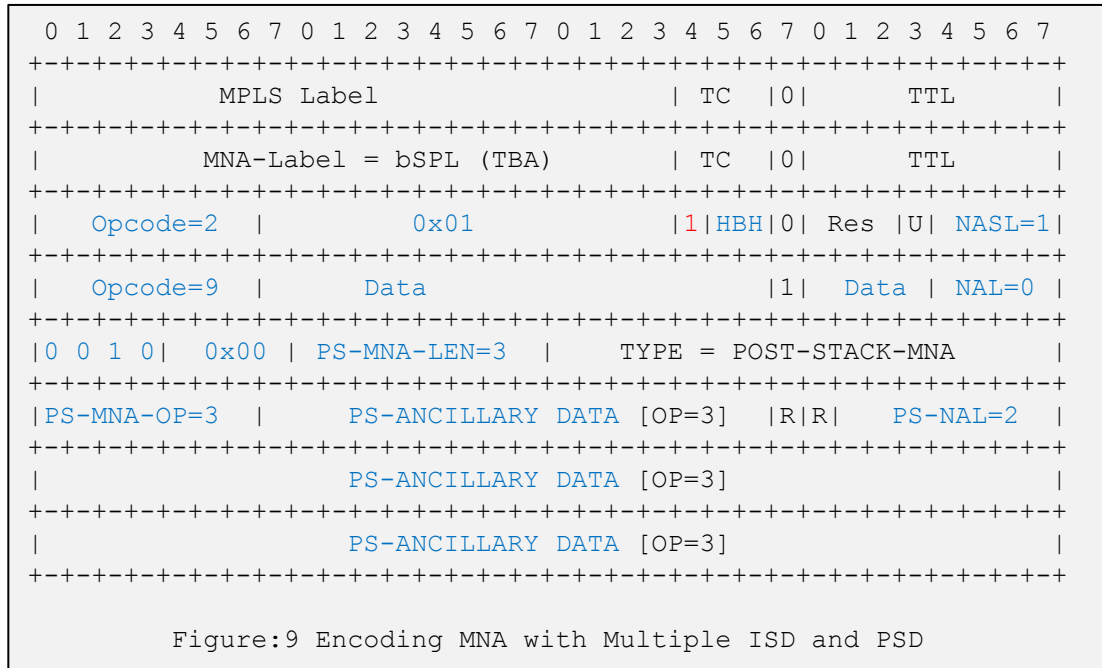 0 1 2 3 4 5 6 7 0 1 2 3 4 5 6 7 0 1 2 3 4 5 6 7 0 1 2 3 4 5 6 7
+-+-+-+-+-+-+-+-+-+-+-+-+-+-+-+-+-+-+-+-+-+-+-+-+-+-+-+-+-+-+-+-+
| MPLS Label | TC |0| TTL |
+-+-+-+-+-+-+-+-+-+-+-+-+-+-+-+-+-+-+-+-+-+-+-+-+-+-+-+-+-+-+-+-+
| MNA-Label = bSPL (TBA) | TC |0| TTL |
+-+-+-+-+-+-+-+-+-+-+-+-+-+-+-+-+-+-+-+-+-+-+-+-+-+-+-+-+-+-+-+-+
| Opcode=2 | 0x01 |1|HBH|0| Res |U| NASL=1|
+-+-+-+-+-+-+-+-+-+-+-+-+-+-+-+-+-+-+-+-+-+-+-+-+-+-+-+-+-+-+-+-+
| Opcode=9 | Data |1| Data | NAL=0 |
+-+-+-+-+-+-+-+-+-+-+-+-+-+-+-+-+-+-+-+-+-+-+-+-+-+-+-+-+-+-+-+-+
|0 0 1 0| 0x00 | PS-MNA-LEN=3 | TYPE = POST-STACK-MNA |
+-+-+-+-+-+-+-+-+-+-+-+-+-+-+-+-+-+-+-+-+-+-+-+-+-+-+-+-+-+-+-+-+
|PS-MNA-OP=3 | PS-ANCILLARY DATA [OP=3] |R|R| PS-NAL=2 |
+-+-+-+-+-+-+-+-+-+-+-+-+-+-+-+-+-+-+-+-+-+-+-+-+-+-+-+-+-+-+-+-+
| PS-ANCILLARY DATA [OP=3] |
+-+-+-+-+-+-+-+-+-+-+-+-+-+-+-+-+-+-+-+-+-+-+-+-+-+-+-+-+-+-+-+-+
| PS-ANCILLARY DATA [OP=3] |
+-+-+-+-+-+-+-+-+-+-+-+-+-+-+-+-+-+-+-+-+-+-+-+-+-+-+-+-+-+-+-+-+
Figure:9 Encoding MNA with Multiple ISD and PSD